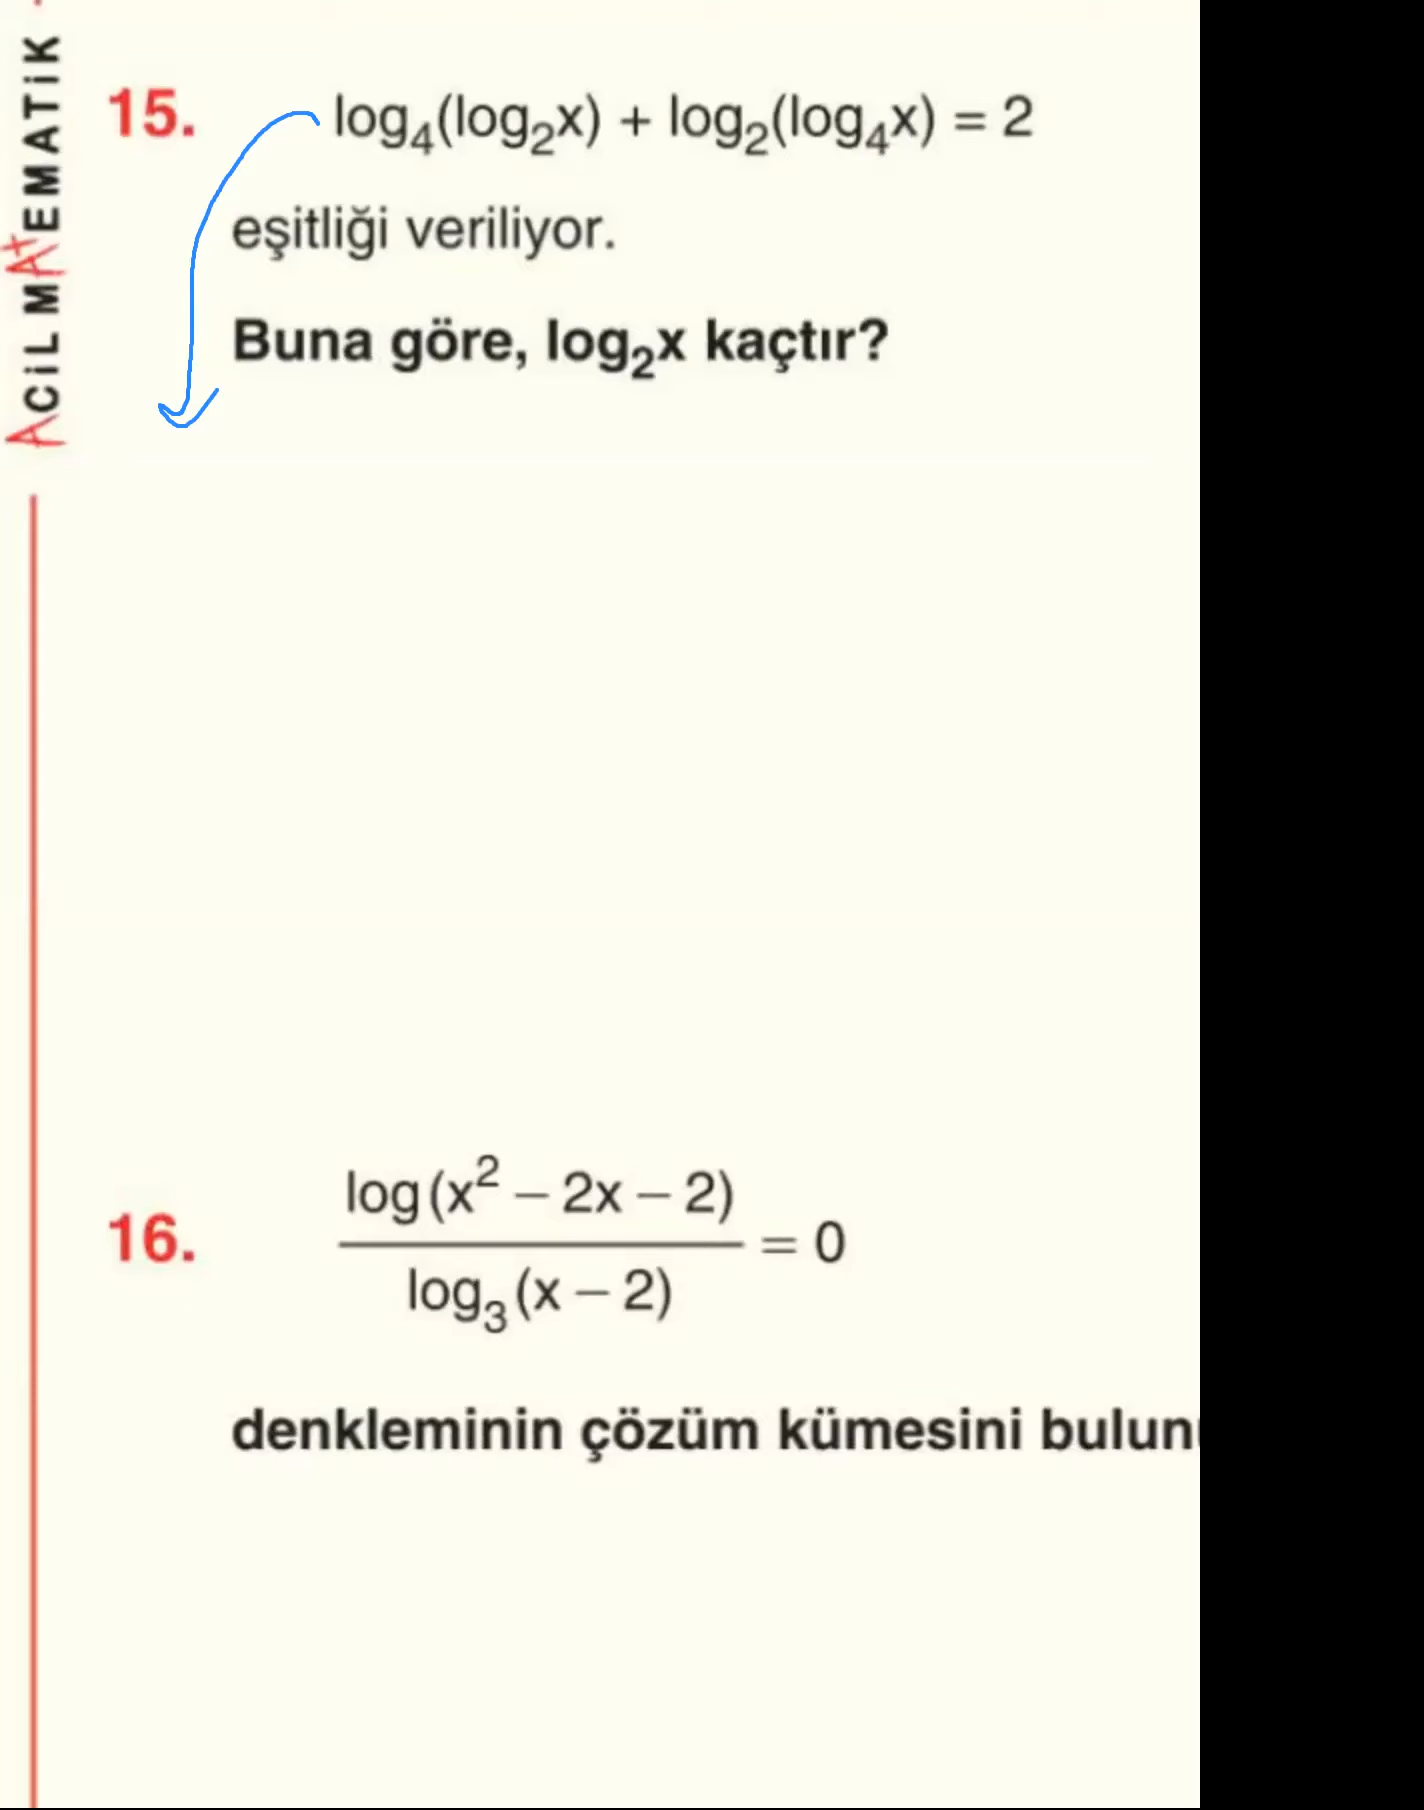 ACİLMATEMATİK
15. log₄(log₂x) + log₂(log₄x) = 2
eşitliği veriliyor.
Buna göre, log₂x kaçtır?
16. log(x² – 2x – 2) / log₃(x – 2) = 0
denkleminin çözüm kümesini bulun